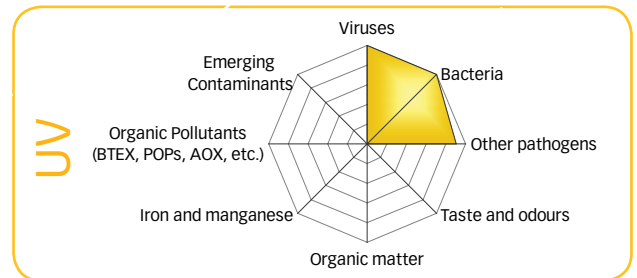 UV
Viruses
Bacteria
Other pathogens
Taste and odours
Organic matter
Iron and manganese
Organic Pollutants
(BTEX, POPs, AOX, etc.)
Emerging
Contaminants